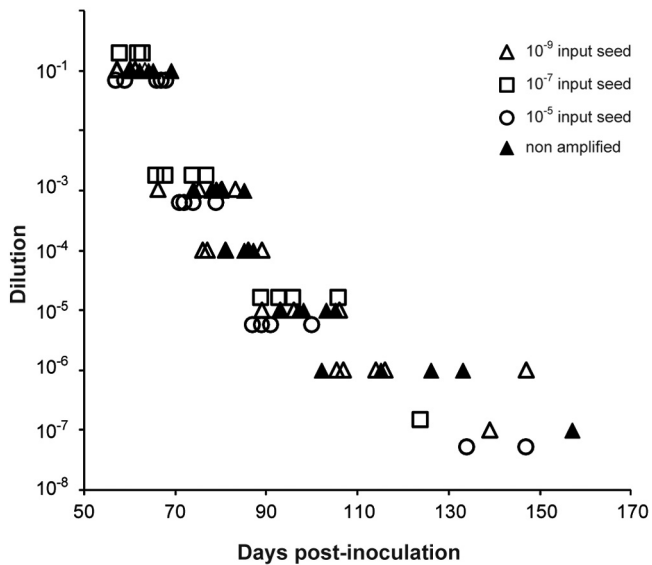 10⁻⁹ input seed
10⁻⁷ input seed
10⁻⁵ input seed
non amplified
Dilution
10⁻¹
10⁻³
10⁻⁴
10⁻⁵
10⁻⁶
10⁻⁷
10⁻⁸
50 70 90 110 130 150 170
Days post-inoculation